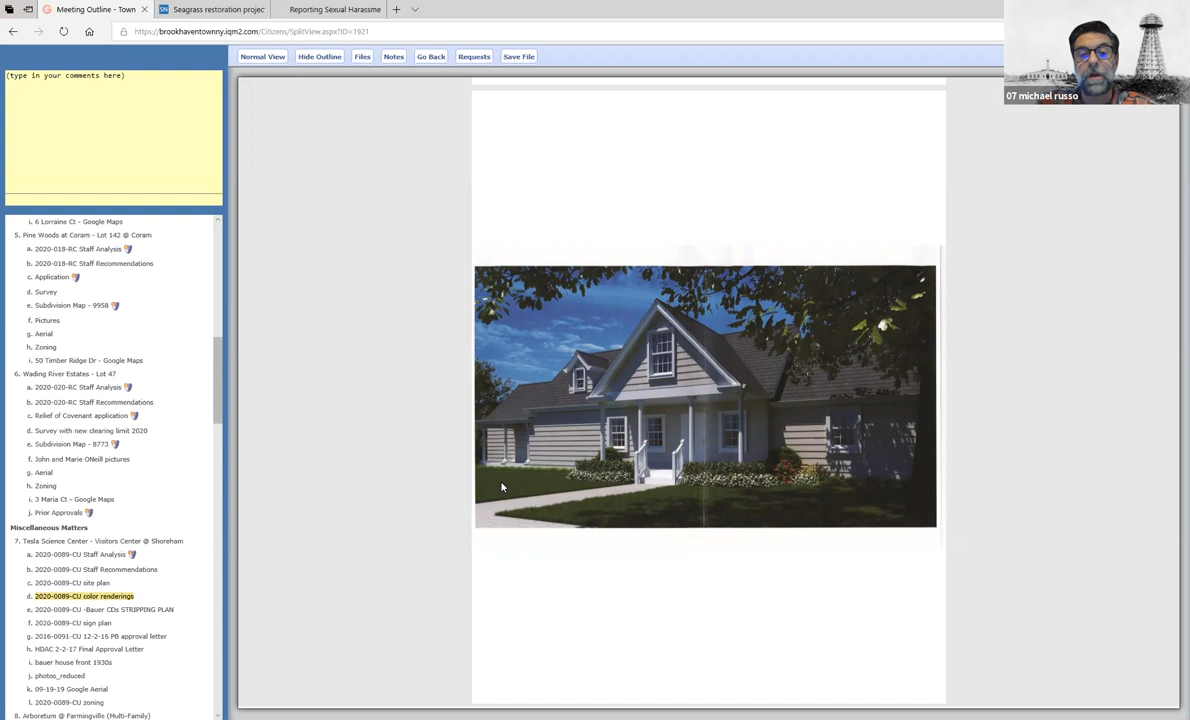 Meeting Outline - Town
Seagrass restoration projec
Reporting Sexual Harassme
https://brookhaventownny.iqm2.com/Citizens/SplitView.aspx?ID=1921
Normal View
Hide Outline
Files
Notes
Go Back
Requests
Save File
07 michael russo
(type in your comments here)
i. 6 Lorraine Ct - Google Maps
5. Pine Woods at Coram - Lot 142 @ Coram
a. 2020-018-RC Staff Analysis
b. 2020-018-RC Staff Recommendations
c. Application
d. Survey
e. Subdivision Map - 9958
f. Pictures
g. Aerial
h. Zoning
i. 50 Timber Ridge Dr - Google Maps
6. Wading River Estates - Lot 47
a. 2020-020-RC Staff Analysis
b. 2020-020-RC Staff Recommendations
c. Relief of Covenant application
d. Survey with new clearing limit 2020
e. Subdivision Map - 8773
f. John and Marie ONeill pictures
g. Aerial
h. Zoning
i. 3 Maria Ct - Google Maps
j. Prior Approvals
Miscellaneous Matters
7. Tesla Science Center - Visitors Center @ Shoreham
a. 2020-0089-CU Staff Analysis
b. 2020-0089-CU Staff Recommendations
c. 2020-0089-CU site plan
d. 2020-0089-CU color renderings
e. 2020-0089-CU -Bauer CDs STRIPPING PLAN
f. 2020-0089-CU sign plan
g. 2016-0091-CU 12-2-16 PB approval letter
h. HDAC 2-2-17 Final Approval Letter
i. bauer house front 1930s
j. photos_reduced
k. 09-19-19 Google Aerial
l. 2020-0089-CU zoning
8. Arboretum @ Farmingville (Multi-Family)